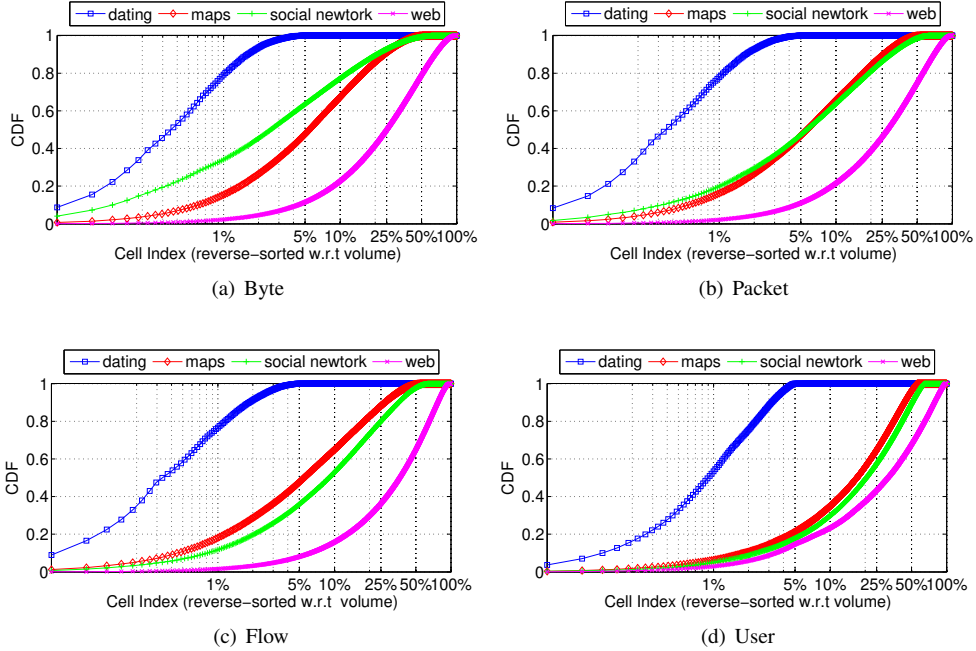 dating maps social newtork web
dating maps social newtork web
1
0.8
0.6
0.4
0.2
0
CDF
1% 5% 10% 25% 50% 100%
Cell Index (reverse-sorted w.r.t volume)
(a) Byte
1
0.8
0.6
0.4
0.2
0
CDF
1% 5% 10% 25% 50% 100%
Cell Index (reverse-sorted w.r.t volume)
(b) Packet
dating maps social newtork web
dating maps social newtork web
1
0.8
0.6
0.4
0.2
0
CDF
1% 5% 10% 25% 50% 100%
Cell Index (reverse-sorted w.r.t volume)
(c) Flow
1
0.8
0.6
0.4
0.2
0
CDF
1% 5% 10% 25% 50% 100%
Cell Index (reverse-sorted w.r.t volume)
(d) User